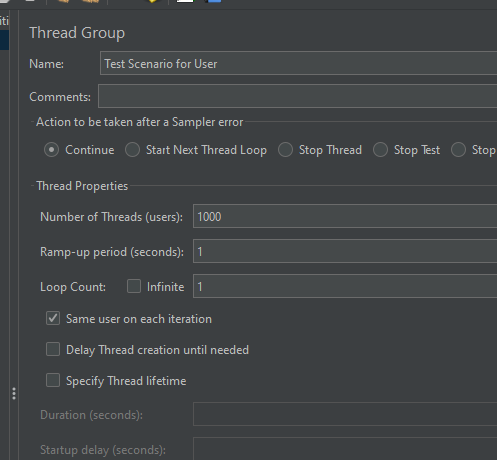 Thread Group
Name: Test Scenario for User
Comments:
Action to be taken after a Sampler error
Continue Start Next Thread Loop Stop Thread Stop Test Stop
Thread Properties
Number of Threads (users): 1000
Ramp-up period (seconds): 1
Loop Count: Infinite 1
Same user on each iteration
Delay Thread creation until needed
Specify Thread lifetime
Duration (seconds):
Startup delay (seconds):